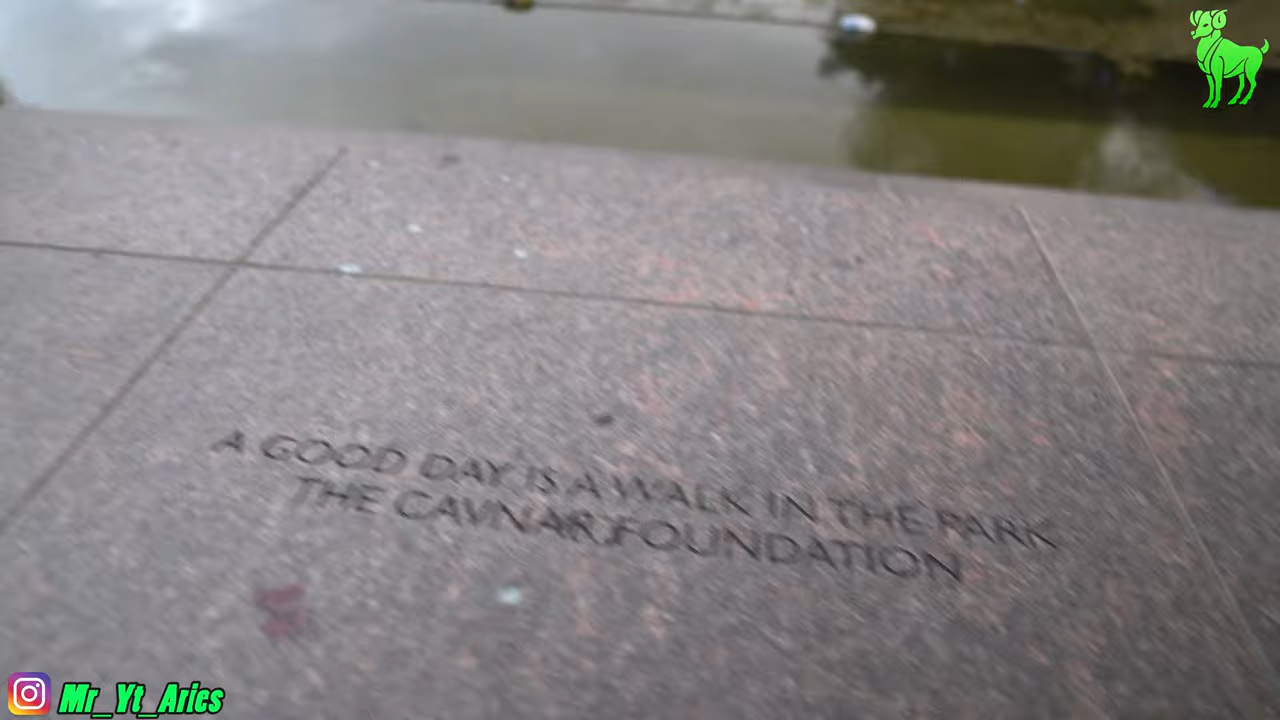 A GOOD DAY IS A WALK IN THE PARK
THE CAVNAR FOUNDATION
Mr_Yt_Aries